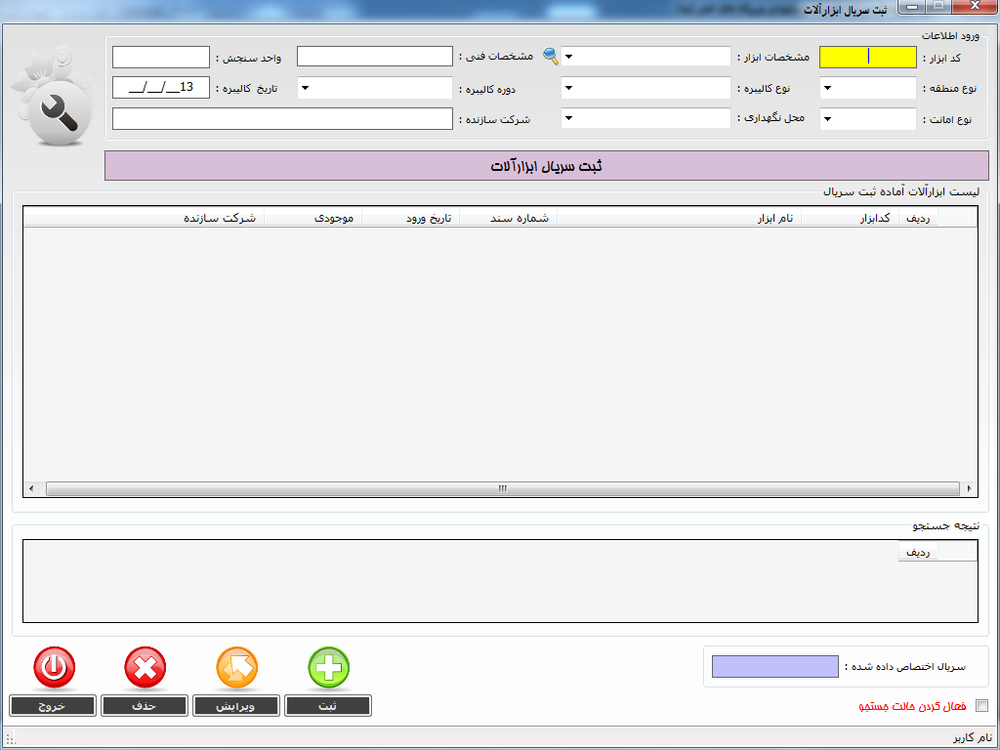 ثبت سریال ابزارآلات
ورود اطلاعات
کد ابزار :
مشخصات ابزار :
مشخصات فنی :
واحد سنجش :
نوع منطقه :
نوع کالیبره :
دوره کالیبره :
تاریخ کالیبره :
13__/__/__
نوع امانت :
محل نگهداری :
شرکت سازنده :
ثبت سریال ابزارآلات
لیست ابزارآلات آماده ثبت سریال
ردیف کدابزار نام ابزار شماره سند تاریخ ورود موجودی شرکت سازنده
نتیجه جستجو
ردیف
سریال اختصاص داده شده :
فعال کردن حالت جستجو
ثبت
ویرایش
حذف
خروج
نام کاربر